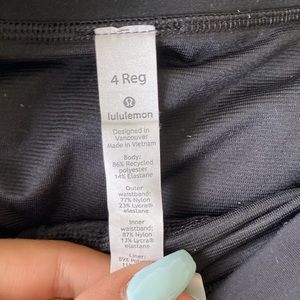 4 Reg
lululemon
Designed in
Vancouver
Made in Vietnam
Body:
86% Recycled
polyester
14% Elastane
Outer
waistband:
77% Nylon
23% Lycra®
elastane
Inner
waistband:
87% Nylon
13% Lycra®
elastane
Liner: